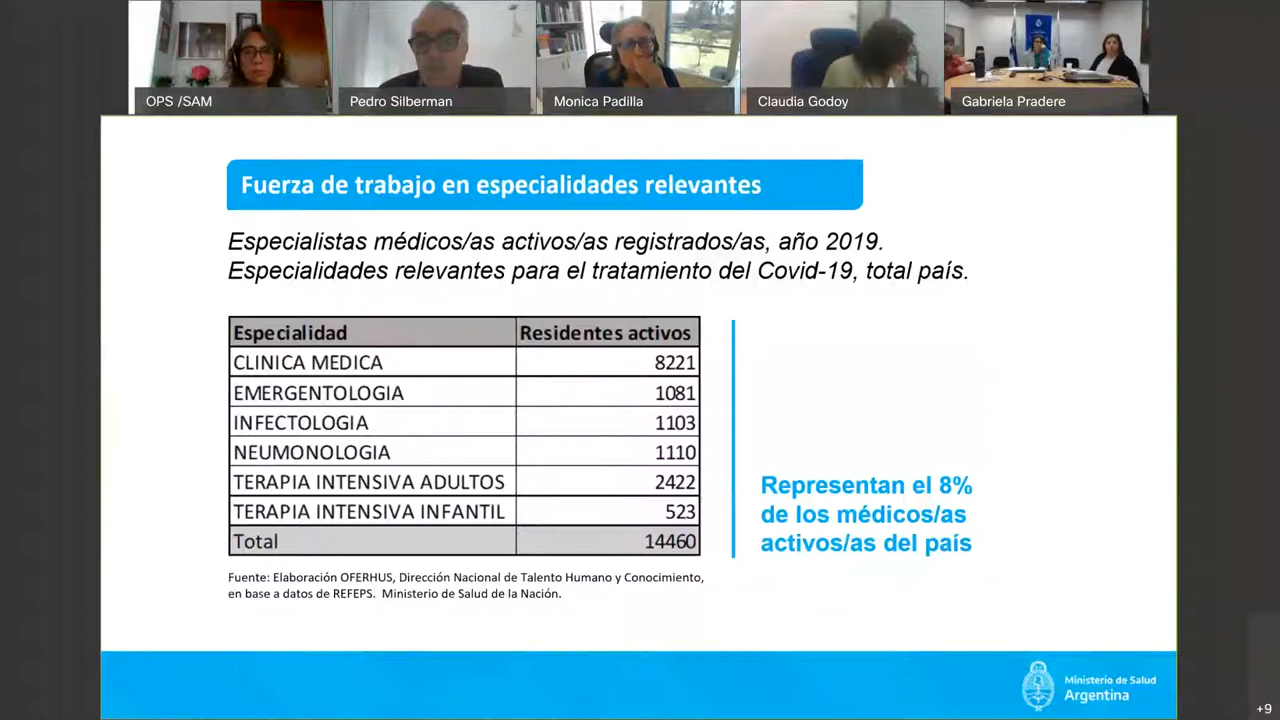 OPS /SAM
Pedro Silberman
Monica Padilla
Claudia Godoy
Gabriela Pradere
Fuerza de trabajo en especialidades relevantes
Especialistas médicos/as activos/as registrados/as, año 2019.
Especialidades relevantes para el tratamiento del Covid-19, total país.
Especialidad Residentes activos
CLINICA MEDICA 8221
EMERGENTOLOGIA 1081
INFECTOLOGIA 1103
NEUMONOLOGIA 1110
TERAPIA INTENSIVA ADULTOS 2422
TERAPIA INTENSIVA INFANTIL 523
Total 14460
Representan el 8%
de los médicos/as
activos/as del país
Fuente: Elaboración OFERHUS, Dirección Nacional de Talento Humano y Conocimiento,
en base a datos de REFEPS. Ministerio de Salud de la Nación.
Ministerio de Salud
Argentina
+9